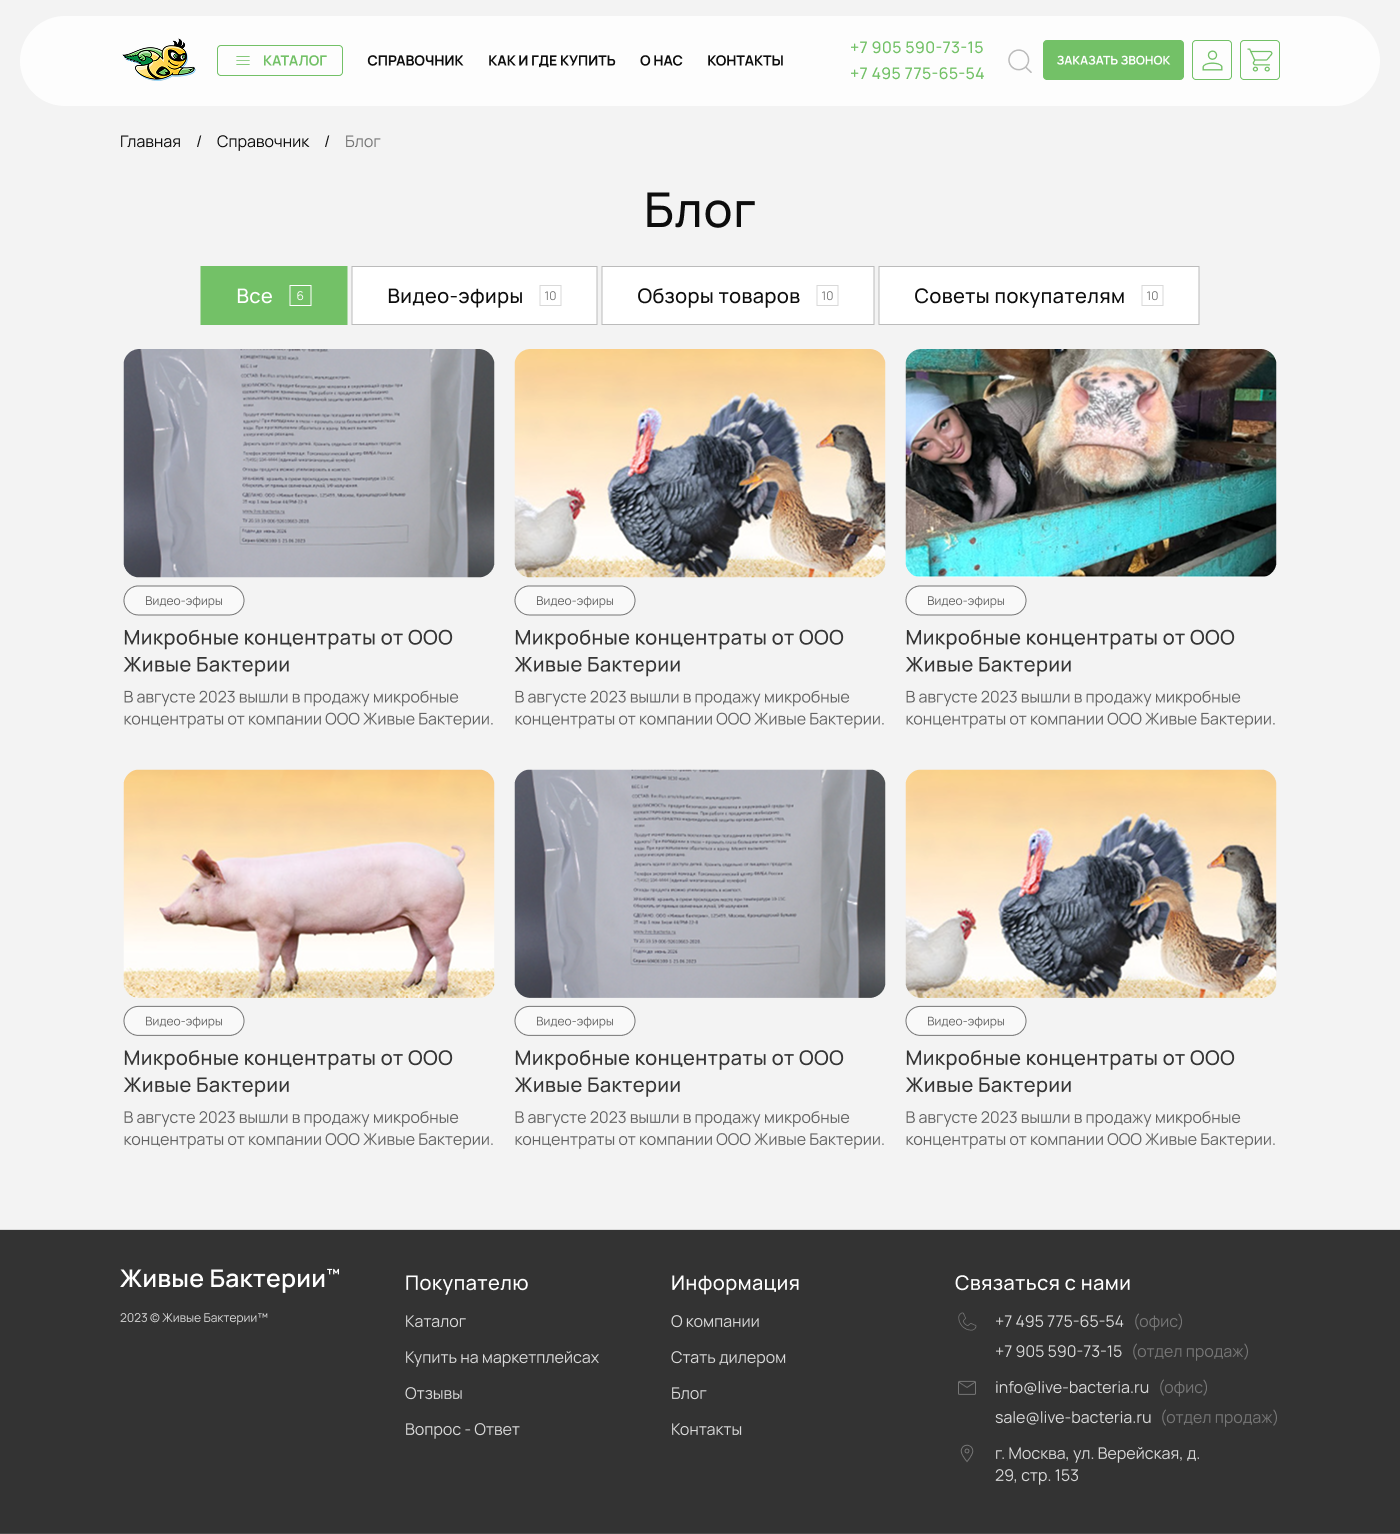 КАТАЛОГ
СПРАВОЧНИК
КАК И ГДЕ КУПИТЬ
О НАС
КОНТАКТЫ
+7 905 590-73-15
+7 495 775-65-54
ЗАКАЗАТЬ ЗВОНОК
Главная / Справочник / Блог
Блог
Все 6
Видео-эфиры 10
Обзоры товаров 10
Советы покупателям 10
Видео-эфиры
Микробные концентраты от ООО
Живые Бактерии
В августе 2023 вышли в продажу микробные
концентраты от компании ООО Живые Бактерии.
Видео-эфиры
Микробные концентраты от ООО
Живые Бактерии
В августе 2023 вышли в продажу микробные
концентраты от компании ООО Живые Бактерии.
Видео-эфиры
Микробные концентраты от ООО
Живые Бактерии
В августе 2023 вышли в продажу микробные
концентраты от компании ООО Живые Бактерии.
Видео-эфиры
Микробные концентраты от ООО
Живые Бактерии
В августе 2023 вышли в продажу микробные
концентраты от компании ООО Живые Бактерии.
Видео-эфиры
Микробные концентраты от ООО
Живые Бактерии
В августе 2023 вышли в продажу микробные
концентраты от компании ООО Живые Бактерии.
Видео-эфиры
Микробные концентраты от ООО
Живые Бактерии
В августе 2023 вышли в продажу микробные
концентраты от компании ООО Живые Бактерии.
Живые Бактерии™
2023 © Живые Бактерии™
Покупателю
Каталог
Купить на маркетплейсах
Отзывы
Вопрос - Ответ
Информация
О компании
Стать дилером
Блог
Контакты
Связаться с нами
+7 495 775-65-54 (офис)
+7 905 590-73-15 (отдел продаж)
info@live-bacteria.ru (офис)
sale@live-bacteria.ru (отдел продаж)
г. Москва, ул. Верейская, д.
29, стр. 153